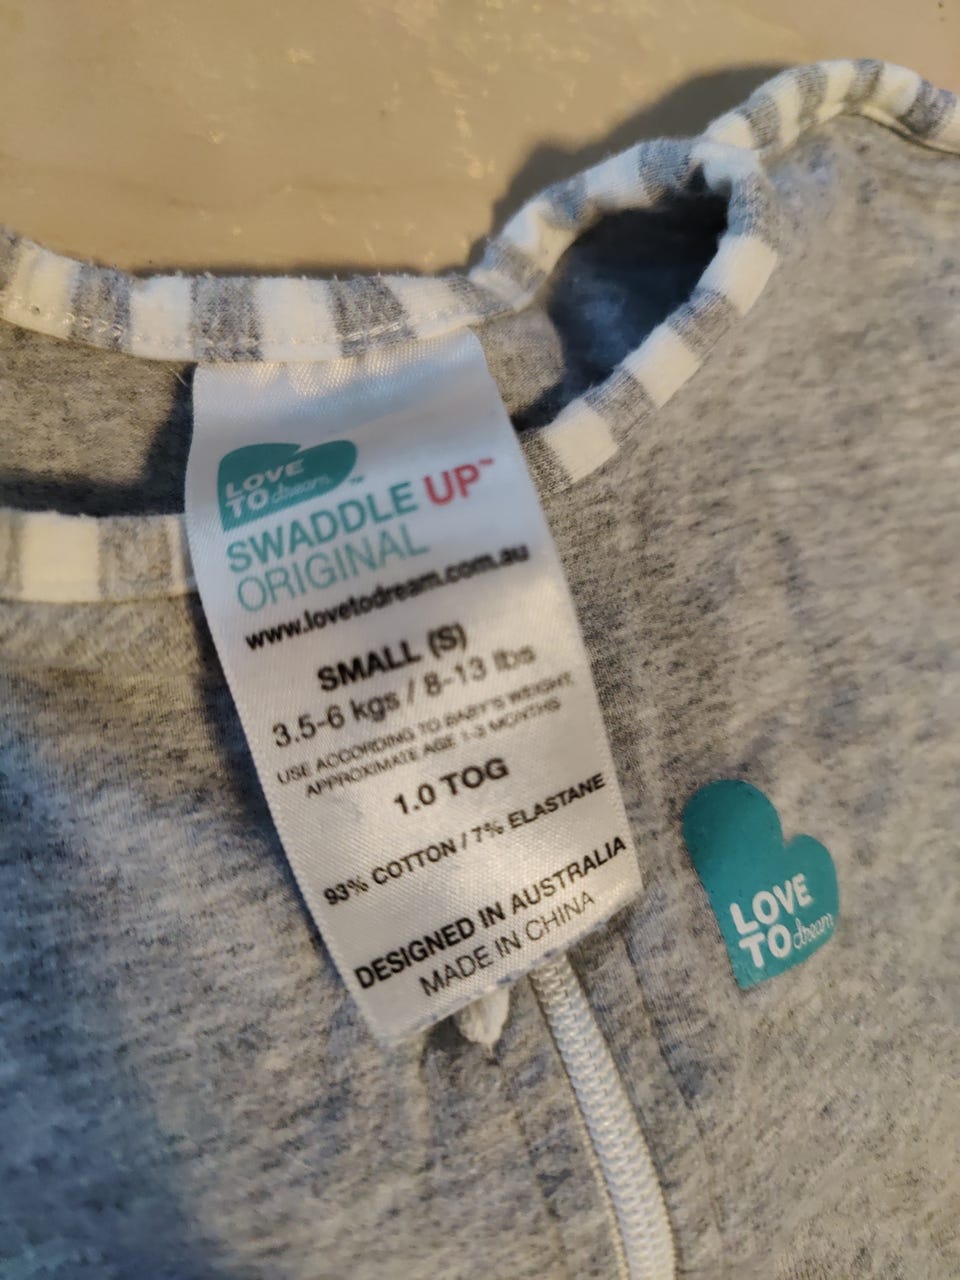 LOVE
TO dream™
SWADDLE UP™
ORIGINAL
www.lovetodream.com.au
SMALL (S)
3.5-6 kgs / 8-13 lbs
USE ACCORDING TO BABY'S WEIGHT
APPROXIMATE AGE 1-3 MONTHS
1.0 TOG
93% COTTON / 7% ELASTANE
DESIGNED IN AUSTRALIA
MADE IN CHINA
LOVE
TO dream